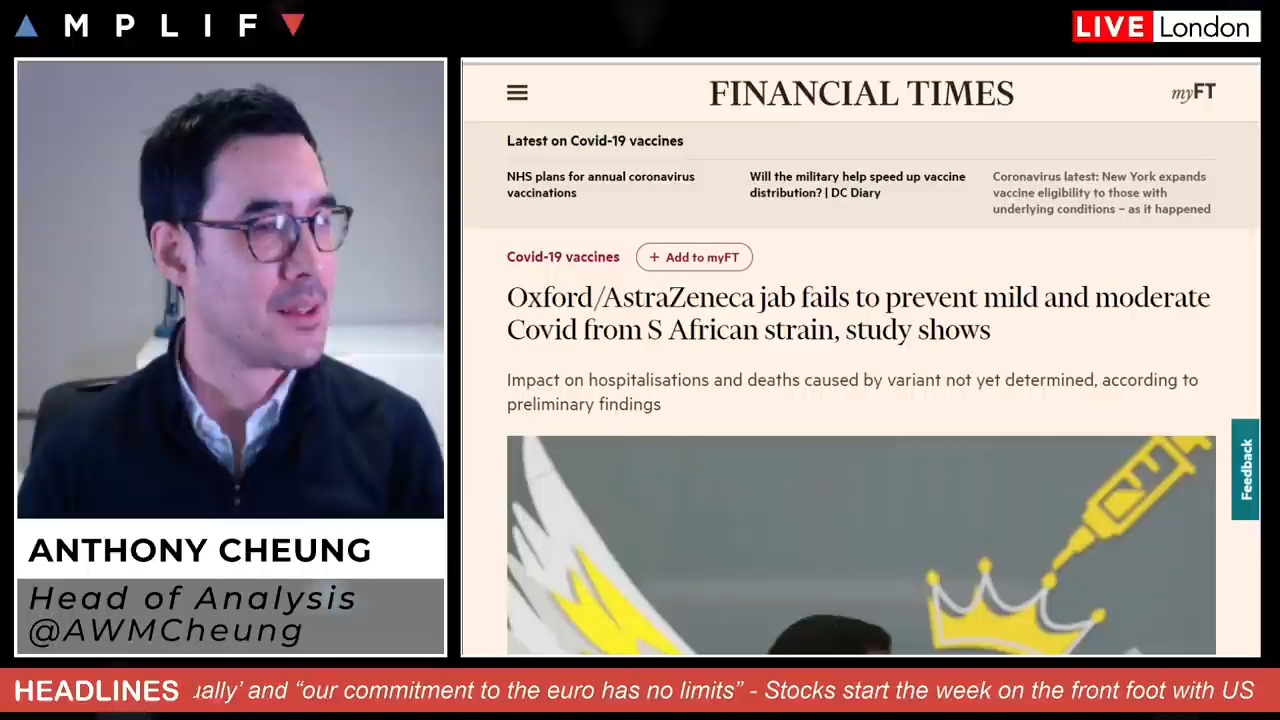 AMPLIFY
LIVE London
FINANCIAL TIMES
myFT
Latest on Covid-19 vaccines
NHS plans for annual coronavirus
vaccinations
Will the military help speed up vaccine
distribution? | DC Diary
Coronavirus latest: New York expands
vaccine eligibility to those with
underlying conditions – as it happened
Covid-19 vaccines
+ Add to myFT
Oxford/AstraZeneca jab fails to prevent mild and moderate
Covid from S African strain, study shows
Impact on hospitalisations and deaths caused by variant not yet determined, according to
preliminary findings
Feedback
ANTHONY CHEUNG
Head of Analysis
@AWMCheung
HEADLINES
and “our commitment to the euro has no limits” - Stocks start the week on the front foot with US